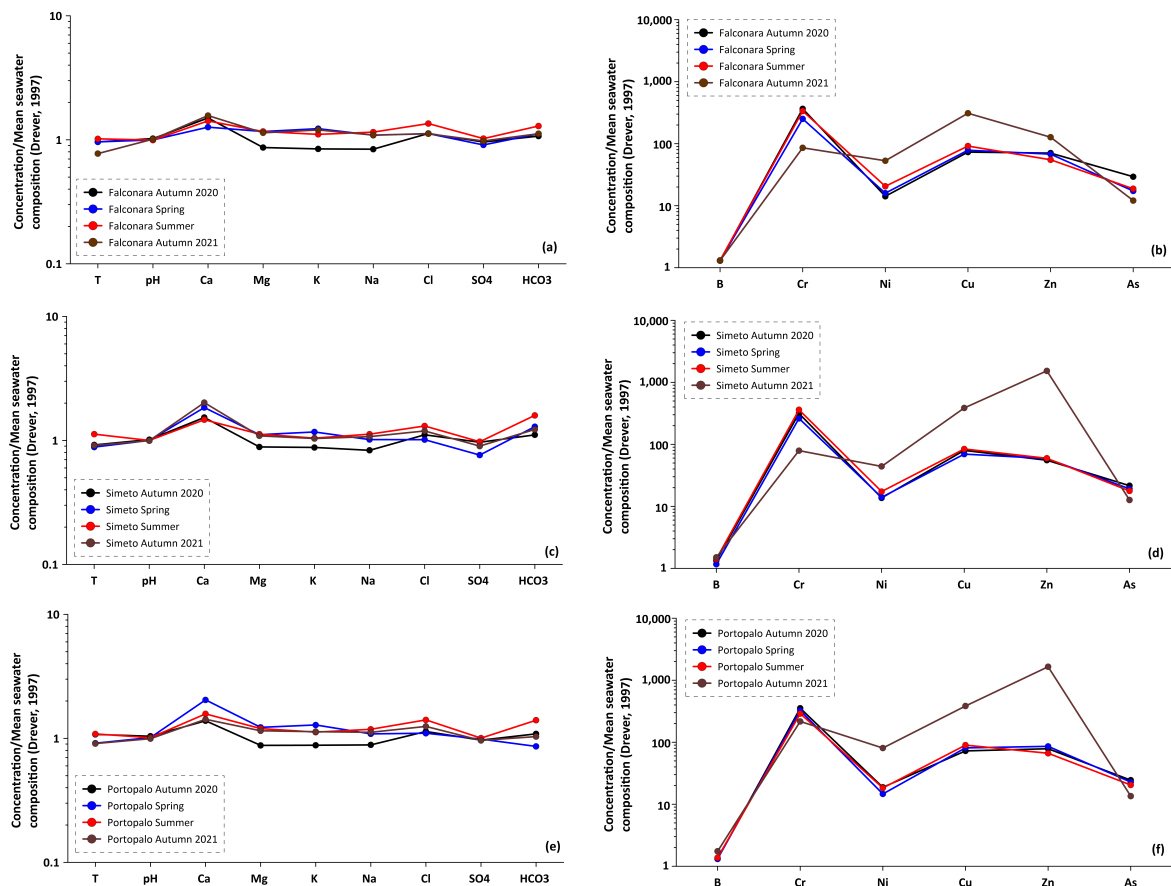 Concentration/Mean seawater
composition (Drever, 1997)
10
1
0.1
Falconara Autumn 2020
Falconara Spring
Falconara Summer
Falconara Autumn 2021
(a)
T pH Ca Mg K Na Cl SO4 HCO3
Concentration/Mean seawater
composition (Drever, 1997)
10,000
1,000
100
10
1
Falconara Autumn 2020
Falconara Spring
Falconara Summer
Falconara Autumn 2021
(b)
B Cr Ni Cu Zn As
Concentration/Mean seawater
composition (Drever, 1997)
10
1
0.1
Simeto Autumn 2020
Simeto Spring
Simeto Summer
Simeto Autumn 2021
(c)
T pH Ca Mg K Na Cl SO4 HCO3
Concentration/Mean seawater
composition (Drever, 1997)
10,000
1,000
100
10
1
Simeto Autumn 2020
Simeto Spring
Simeto Summer
Simeto Autumn 2021
(d)
B Cr Ni Cu Zn As
Concentration/Mean seawater
composition (Drever, 1997)
10
1
0.1
Portopalo Autumn 2020
Portopalo Spring
Portopalo Summer
Portopalo Autumn 2021
(e)
T pH Ca Mg K Na Cl SO4 HCO3
Concentration/Mean seawater
composition (Drever, 1997)
10,000
1,000
100
10
1
Portopalo Autumn 2020
Portopalo Spring
Portopalo Summer
Portopalo Autumn 2021
(f)
B Cr Ni Cu Zn As